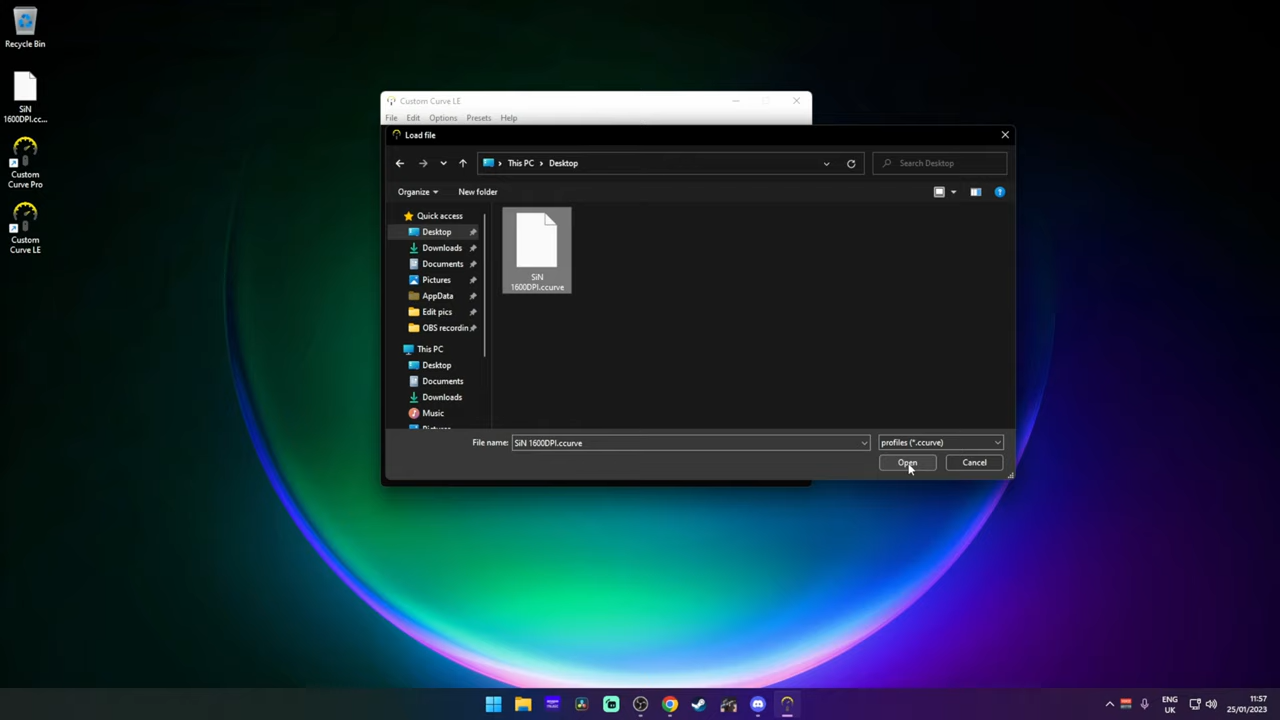 Recycle Bin
SiN
1600DPI.cc...
Custom
Curve Pro
Custom
Curve LE
Custom Curve LE
File Edit Options Presets Help
Load file
This PC > Desktop
Search Desktop
Organize
New folder
Quick access
Desktop
Downloads
Documents
Pictures
AppData
Edit pics
OBS recordin
This PC
Desktop
Documents
Downloads
Music
Pictures
SiN
1600DPI.ccurve
File name: SiN 1600DPI.ccurve
profiles (*.ccurve)
Open
Cancel
ENG
UK
11:57
25/01/2023